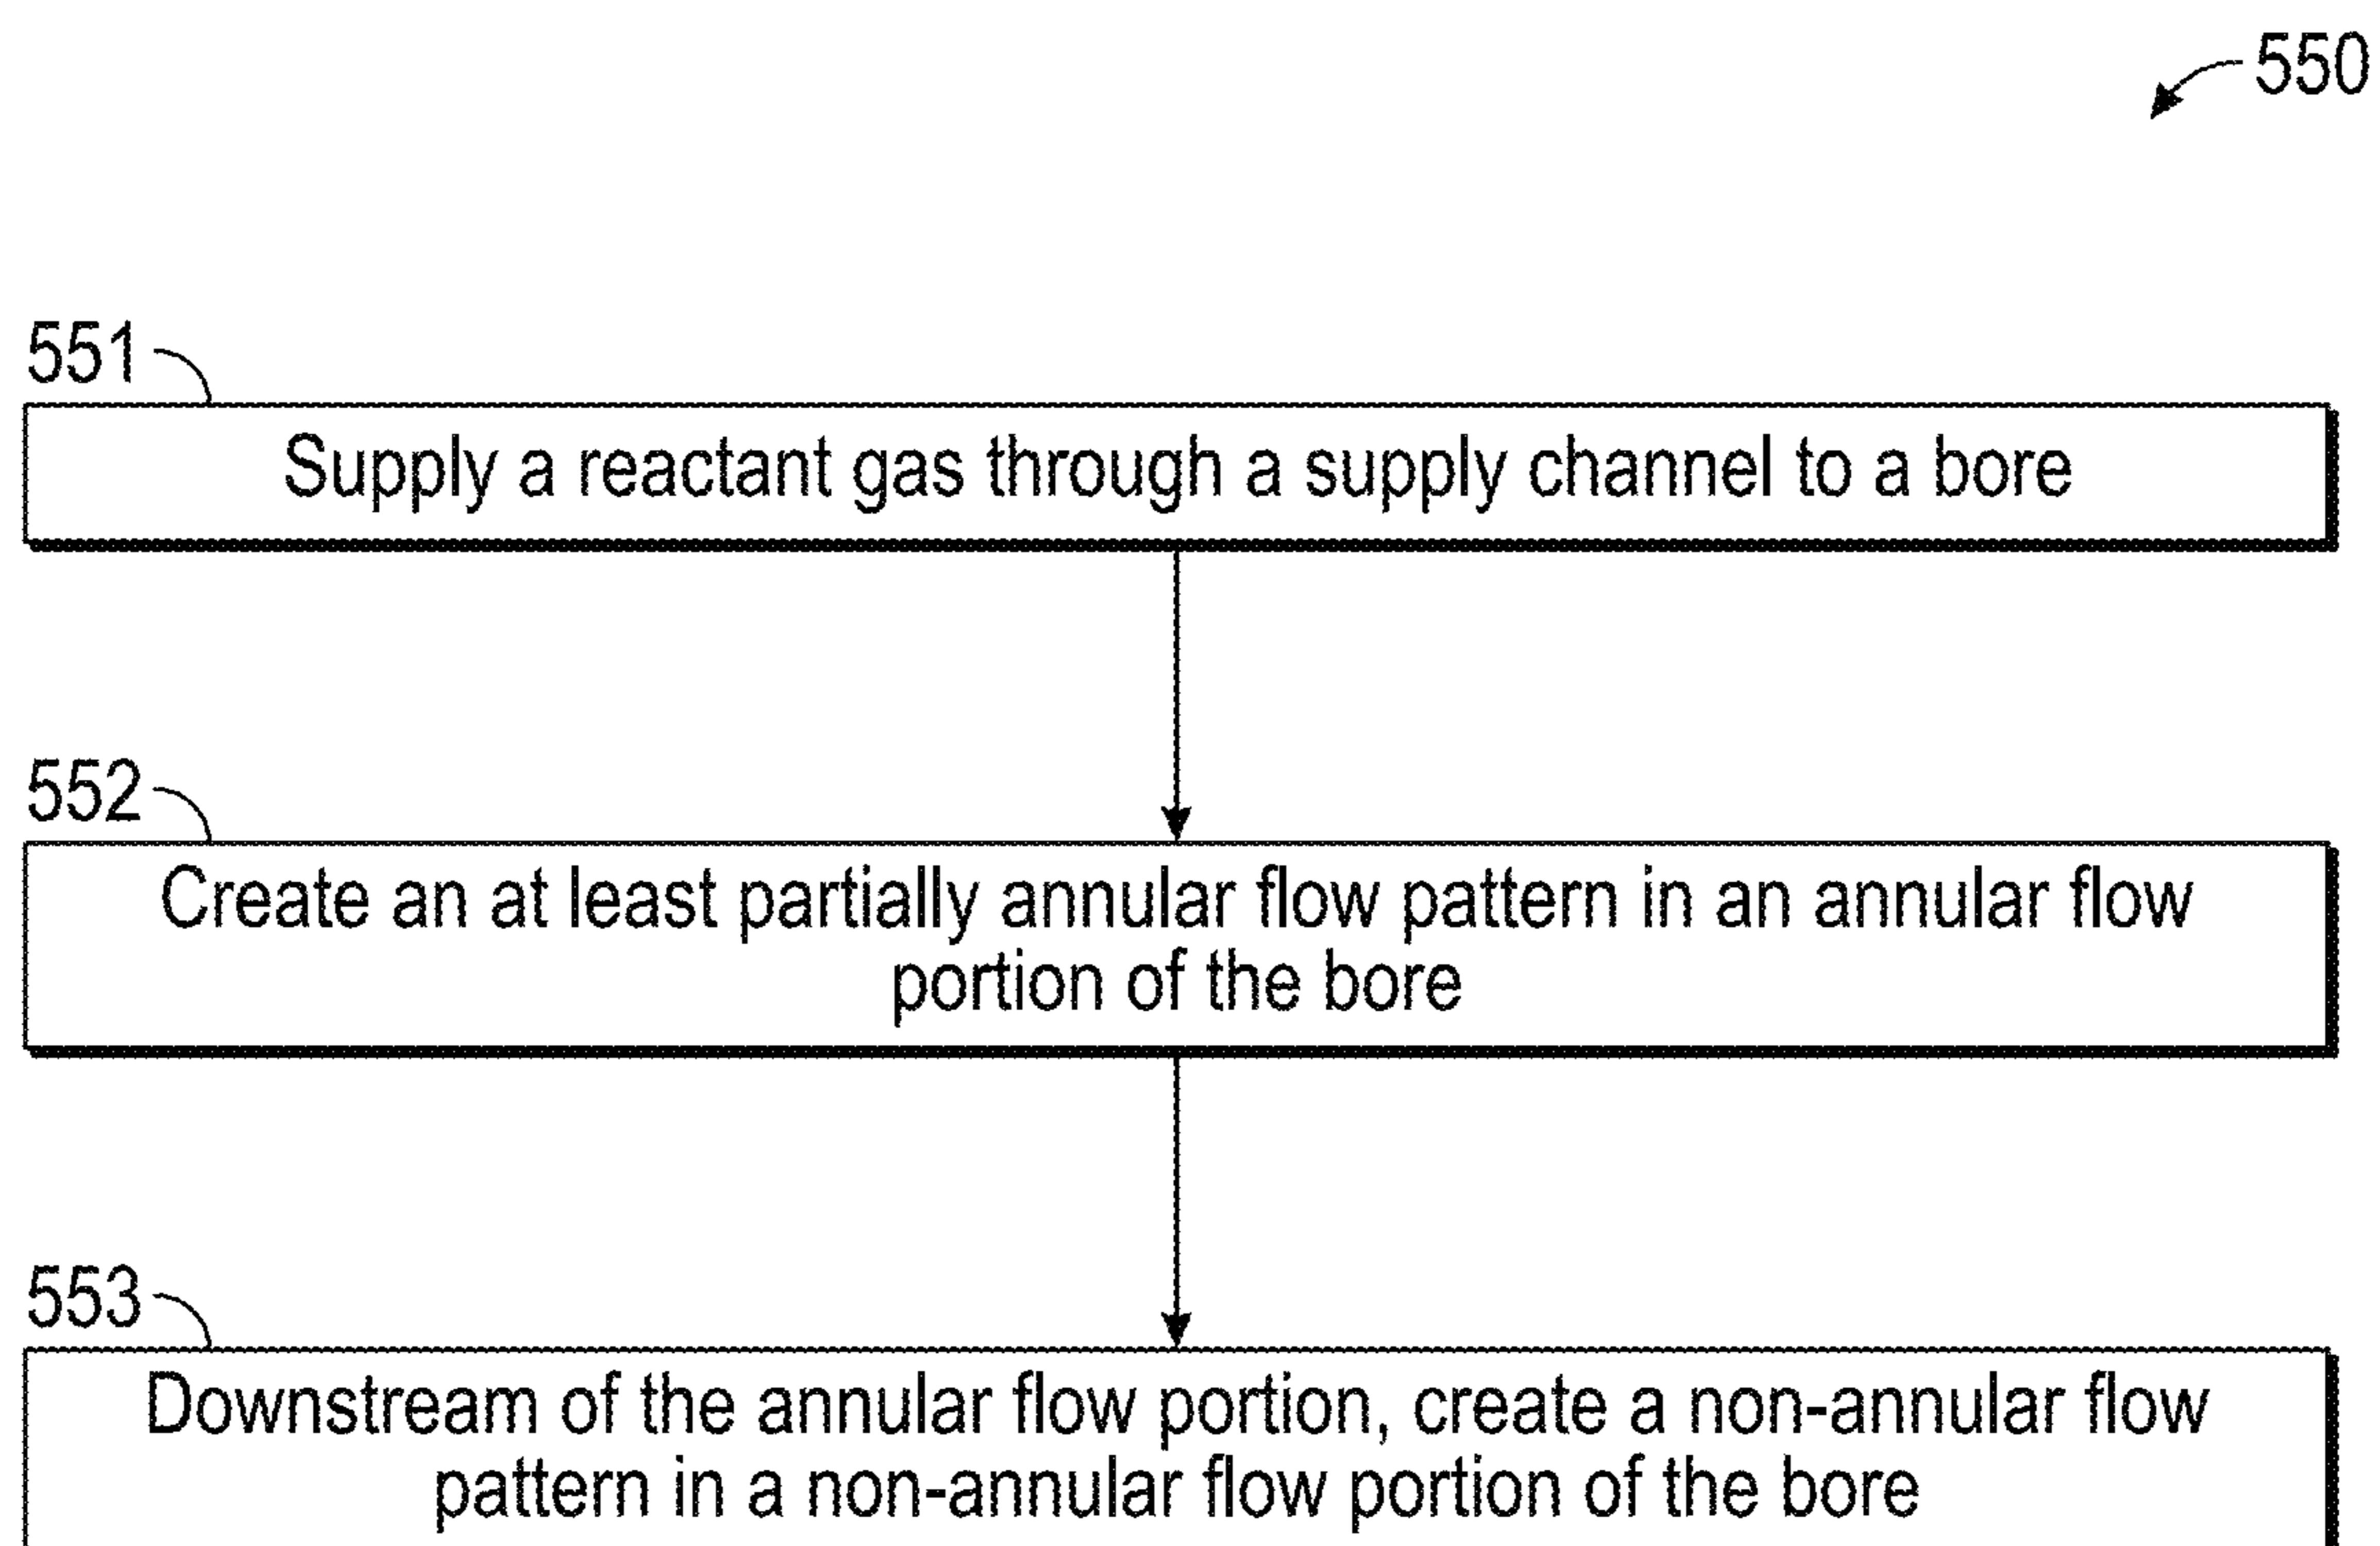 550
551
Supply a reactant gas through a supply channel to a bore
552
Create an at least partially annular flow pattern in an annular flow
portion of the bore
553
Downstream of the annular flow portion, create a non-annular flow
pattern in a non-annular flow portion of the bore